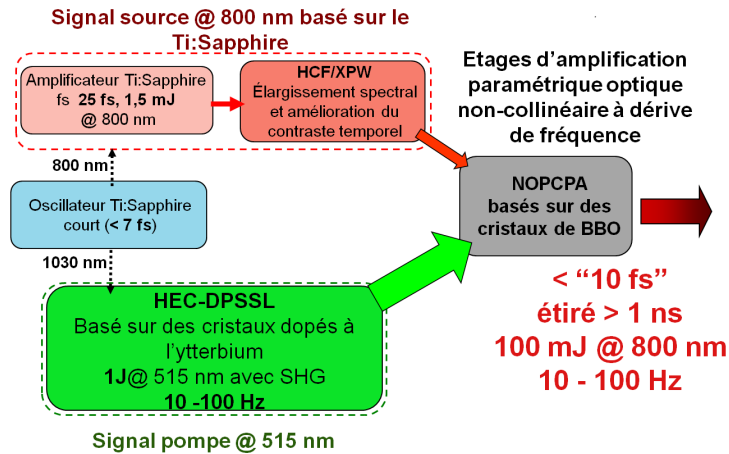 Signal source @ 800 nm basé sur le
Ti:Sapphire
Amplificateur Ti:Sapphire
fs 25 fs, 1,5 mJ
@ 800 nm
HCF/XPW
Élargissement spectral
et amélioration du
contraste temporel
Etages d’amplification
paramétrique optique
non-collinéaire à dérive
de fréquence
800 nm
Oscillateur Ti:Sapphire
court (< 7 fs)
1030 nm
NOPCPA
basés sur des
cristaux de BBO
HEC-DPSSL
Basé sur des cristaux dopés à
l’ytterbium
1J@ 515 nm avec SHG
10 -100 Hz
Signal pompe @ 515 nm
< “10 fs”
étiré > 1 ns
100 mJ @ 800 nm
10 - 100 Hz